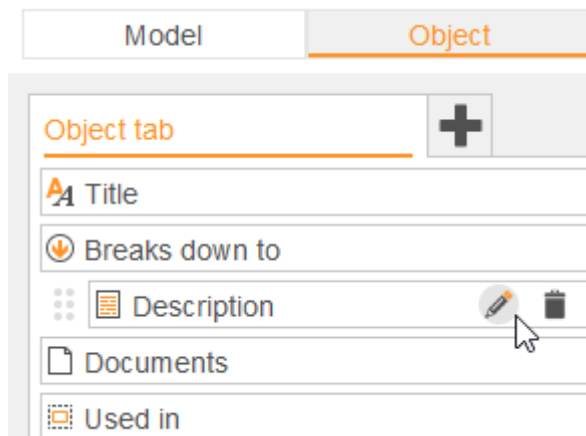 Model
Object
Object tab
Title
Breaks down to
Description
Documents
Used in